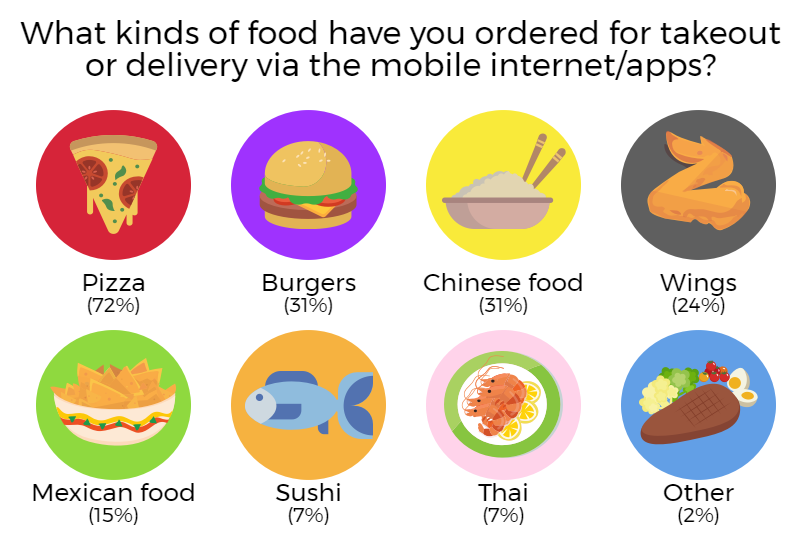 What kinds of food have you ordered for takeout
or delivery via the mobile internet/apps?
Pizza
(72%)
Burgers
(31%)
Chinese food
(31%)
Wings
(24%)
Mexican food
(15%)
Sushi
(7%)
Thai
(7%)
Other
(2%)